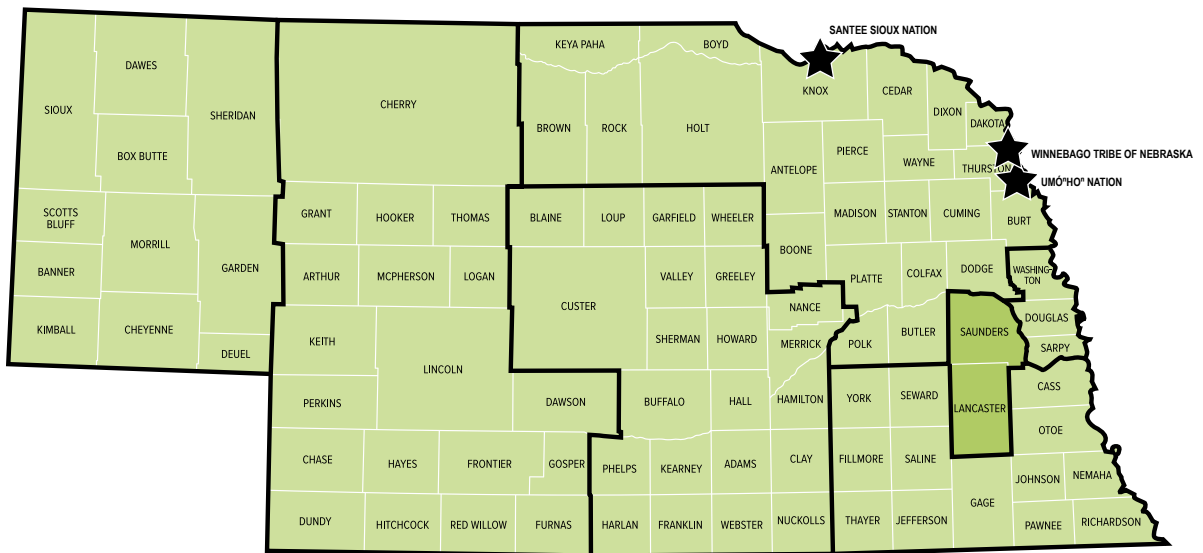 SANTEE SIOUX NATION
KEYA PAHA
BOYD
DAWES
KNOX
CEDAR
SIOUX
CHERRY
DIXON
SHERIDAN
DAKOTA
BROWN
ROCK
HOLT
BOX BUTTE
PIERCE
WINNEBAGO TRIBE OF NEBRASKA
WAYNE
THURSTON
ANTELOPE
UMÓⁿHOⁿ NATION
SCOTTS
BLUFF
GRANT
HOOKER
THOMAS
BLAINE
LOUP
GARFIELD
WHEELER
MADISON
STANTON
CUMING
BURT
MORRILL
BOONE
GARDEN
BANNER
ARTHUR
MCPHERSON
LOGAN
VALLEY
GREELEY
PLATTE
COLFAX
DODGE
WASHING-
TON
CUSTER
NANCE
KIMBALL
CHEYENNE
DOUGLAS
SAUNDERS
BUTLER
KEITH
SHERMAN
HOWARD
MERRICK
POLK
SARPY
DEUEL
LINCOLN
CASS
PERKINS
DAWSON
BUFFALO
HALL
HAMILTON
YORK
SEWARD
LANCASTER
OTOE
CHASE
HAYES
FRONTIER
GOSPER
PHELPS
KEARNEY
ADAMS
CLAY
FILLMORE
SALINE
JOHNSON
NEMAHA
GAGE
DUNDY
HITCHCOCK
RED WILLOW
FURNAS
HARLAN
FRANKLIN
WEBSTER
NUCKOLLS
THAYER
JEFFERSON
PAWNEE
RICHARDSON